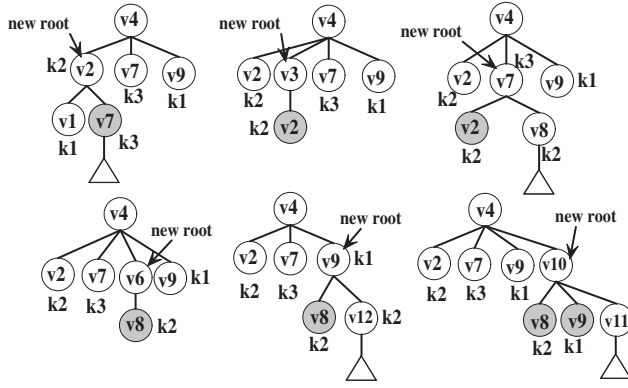 new root v4 new root v4 v4
new root
k2 v2 v7 v9 v2 v3 v7 v9 v2 v7 k3 v9 k1
k3 k1 k2 k3 k1 k2
v1 v7 k2 v2 v2 v8
k1 k3 k2 k2
v4 v4 new root v4 new root
new root
v2 v7 v6 v9 k1 v2 v7 v9 k1 v2 v7 v9 v10
k2 k3 k2 k3 k2 k3 k1
v8 k2 v8 v12 k2 v8 v9 v11
k2 k2 k1